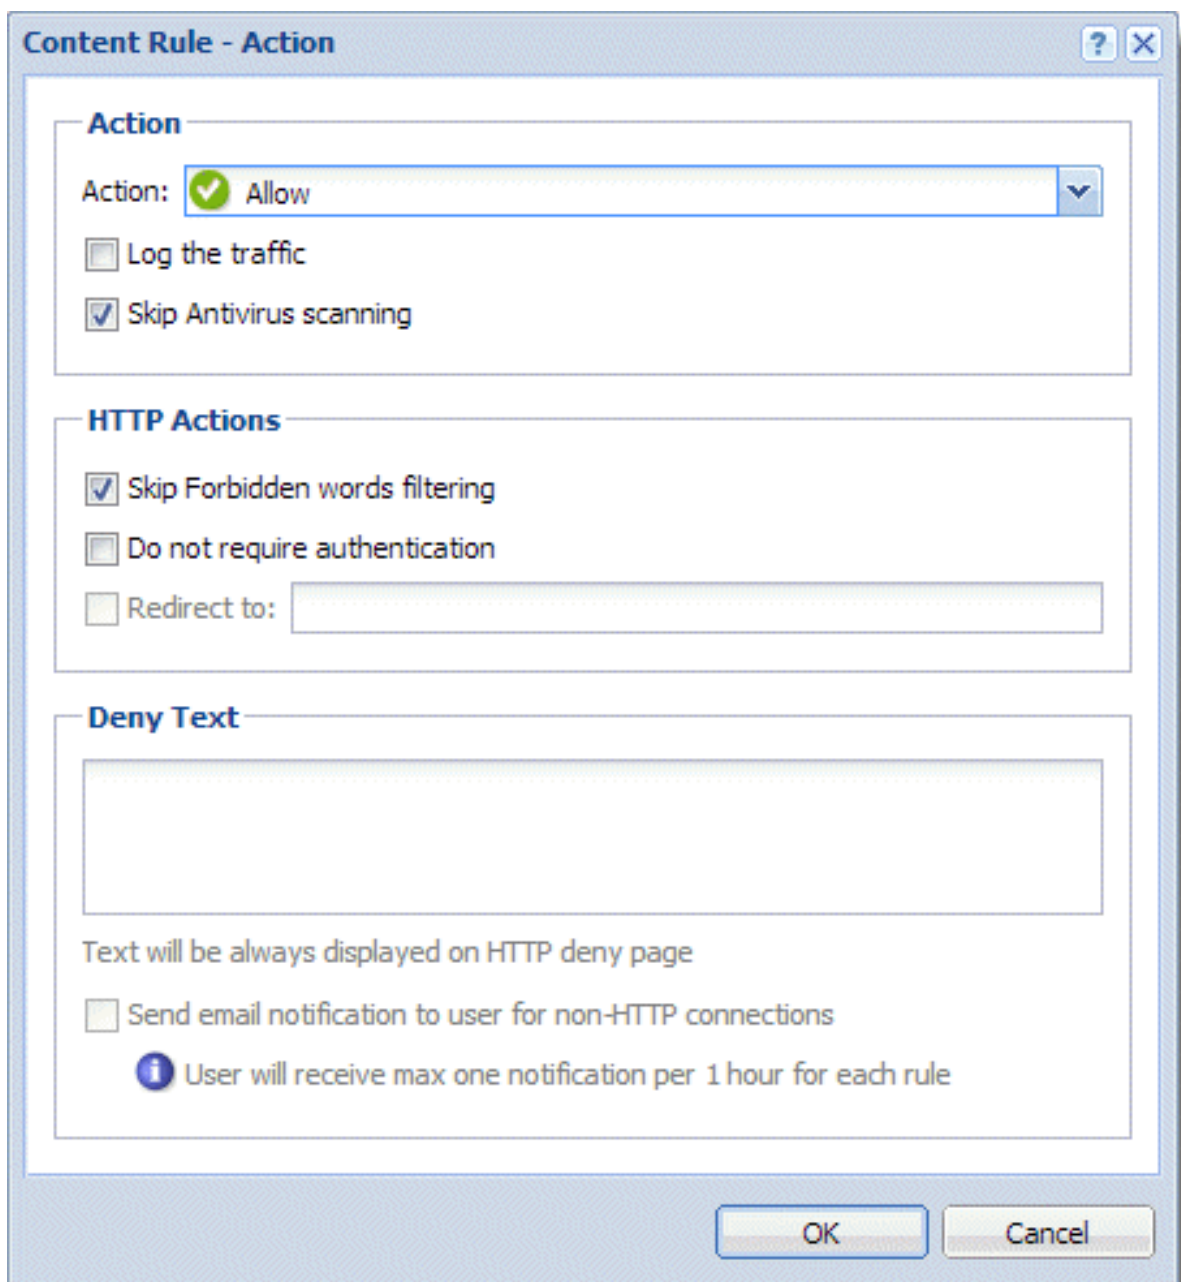 Content Rule - Action
?
Action
Action: Allow
Log the traffic
Skip Antivirus scanning
HTTP Actions
Skip Forbidden words filtering
Do not require authentication
Redirect to:
Deny Text
Text will be always displayed on HTTP deny page
Send email notification to user for non-HTTP connections
i User will receive max one notification per 1 hour for each rule
OK Cancel